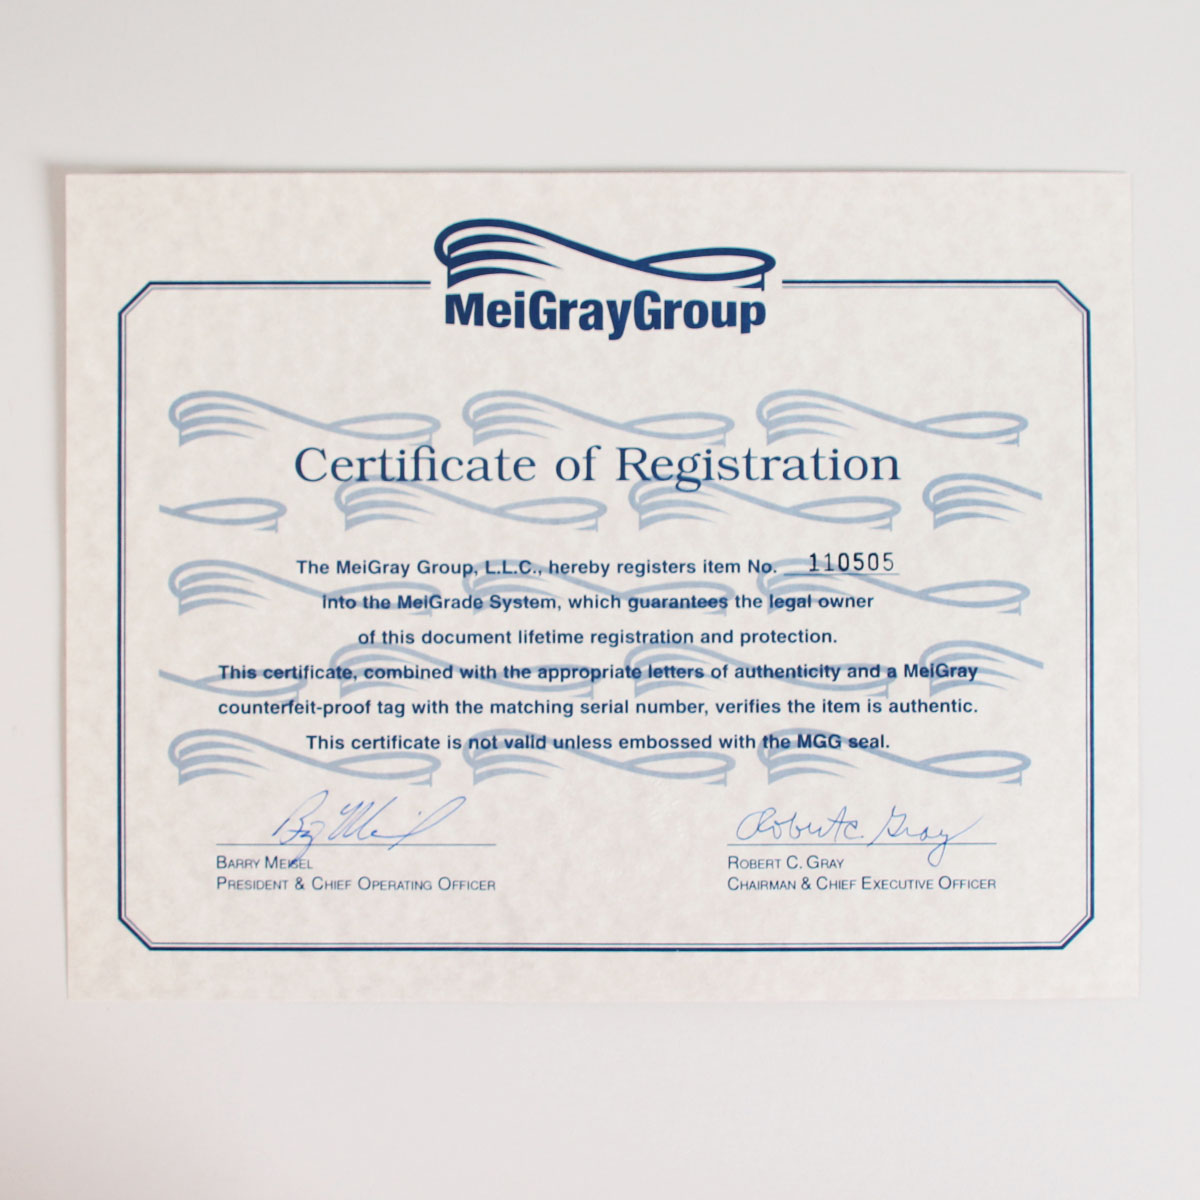 MeiGrayGroup
Certificate of Registration
The MeiGray Group, L.L.C., hereby registers item No. 110505
into the MeiGrade System, which guarantees the legal owner
of this document lifetime registration and protection.
This certificate, combined with the appropriate letters of authenticity and a MeiGray
counterfeit-proof tag with the matching serial number, verifies the item is authentic.
This certificate is not valid unless embossed with the MGG seal.
Robert C. Gray
BARRY MEISEL
PRESIDENT & CHIEF OPERATING OFFICER
ROBERT C. GRAY
CHAIRMAN & CHIEF EXECUTIVE OFFICER